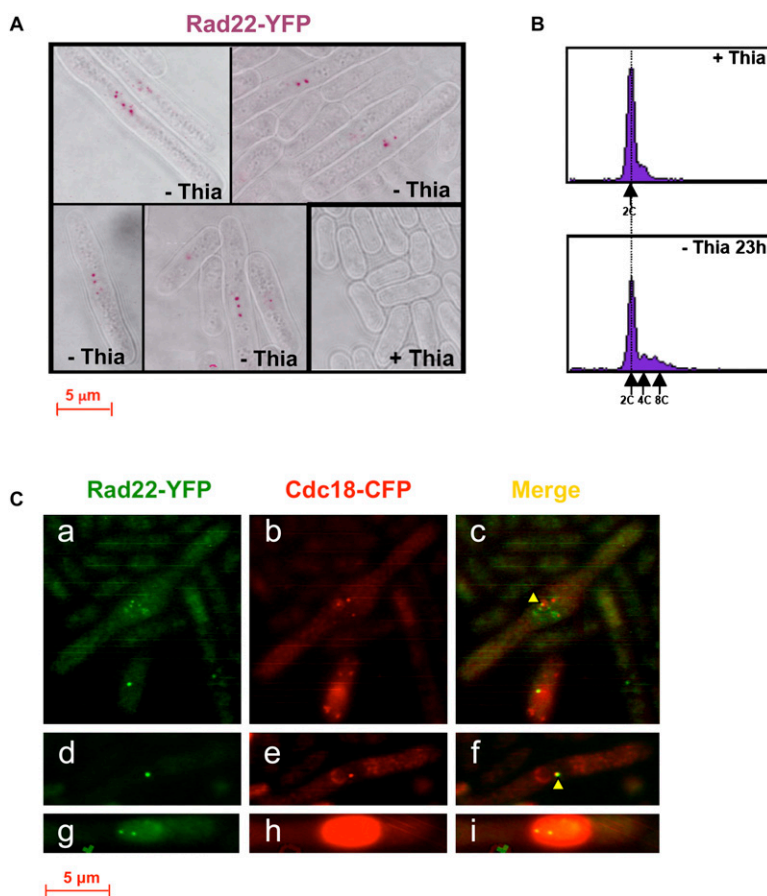 A
Rad22-YFP
- Thia
- Thia
- Thia
- Thia
+ Thia
5 µm
B
+ Thia
2C
- Thia 23h
2C 4C 8C
C
Rad22-YFP Cdc18-CFP Merge
a b c
d e f
g h i
5 µm